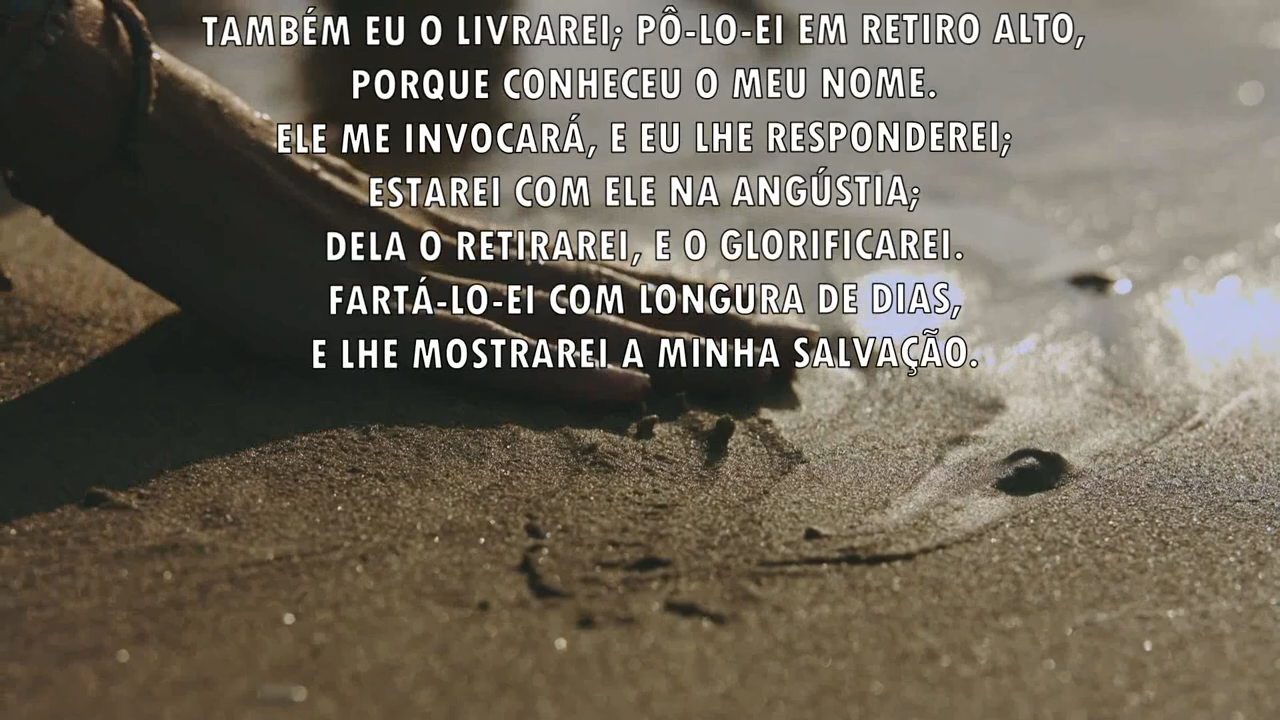 TAMBÉM EU O LIVRAREI; PÔ-LO-EI EM RETIRO ALTO,
PORQUE CONHECEU O MEU NOME.
ELE ME INVOCARÁ, E EU LHE RESPONDEREI;
ESTAREI COM ELE NA ANGÚSTIA;
DELA O RETIRAREI, E O GLORIFICAREI.
FARTÁ-LO-EI COM LONGURA DE DIAS,
E LHE MOSTRAREI A MINHA SALVAÇÃO.